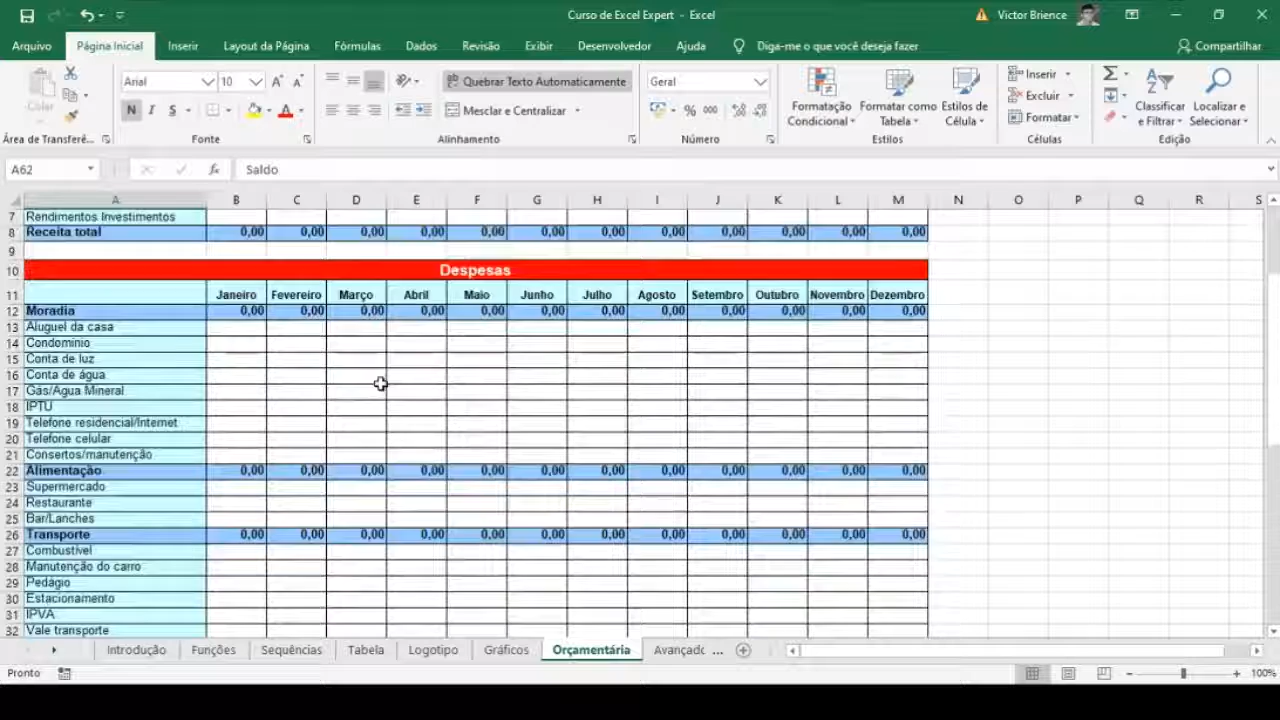 Curso de Excel Expert - Excel
Victor Brience
Arquivo Página Inicial Inserir Layout da Página Fórmulas Dados Revisão Exibir Desenvolvedor Ajuda Diga-me o que você deseja fazer Compartilhar
Colar
Arial 10
Quebrar Texto Automaticamente
Geral
N I S
Mesclar e Centralizar
% 000
Formatação Condicional
Formatar como Tabela
Estilos de Célula
Inserir
Excluir
Formatar
Classificar e Filtrar
Localizar e Selecionar
Área de Transferê... Fonte Alinhamento Número Estilos Células Edição
A62 fx Saldo
A B C D E F G H I J K L M N O P Q R S
7 Rendimentos Investimentos
8 Receita total 0,00 0,00 0,00 0,00 0,00 0,00 0,00 0,00 0,00 0,00 0,00 0,00
9
10 Despesas
11 Janeiro Fevereiro Março Abril Maio Junho Julho Agosto Setembro Outubro Novembro Dezembro
12 Moradia 0,00 0,00 0,00 0,00 0,00 0,00 0,00 0,00 0,00 0,00 0,00 0,00
13 Aluguel da casa
14 Condomínio
15 Conta de luz
16 Conta de água
17 Gás/Água Mineral
18 IPTU
19 Telefone residencial/Internet
20 Telefone celular
21 Consertos/manutenção
22 Alimentação 0,00 0,00 0,00 0,00 0,00 0,00 0,00 0,00 0,00 0,00 0,00 0,00
23 Supermercado
24 Restaurante
25 Bar/Lanches
26 Transporte 0,00 0,00 0,00 0,00 0,00 0,00 0,00 0,00 0,00 0,00 0,00 0,00
27 Combustível
28 Manutenção do carro
29 Pedágio
30 Estacionamento
31 IPVA
32 Vale transporte
Introdução Funções Sequências Tabela Logotipo Gráficos Orçamentária Avançado ...
Pronto 100%